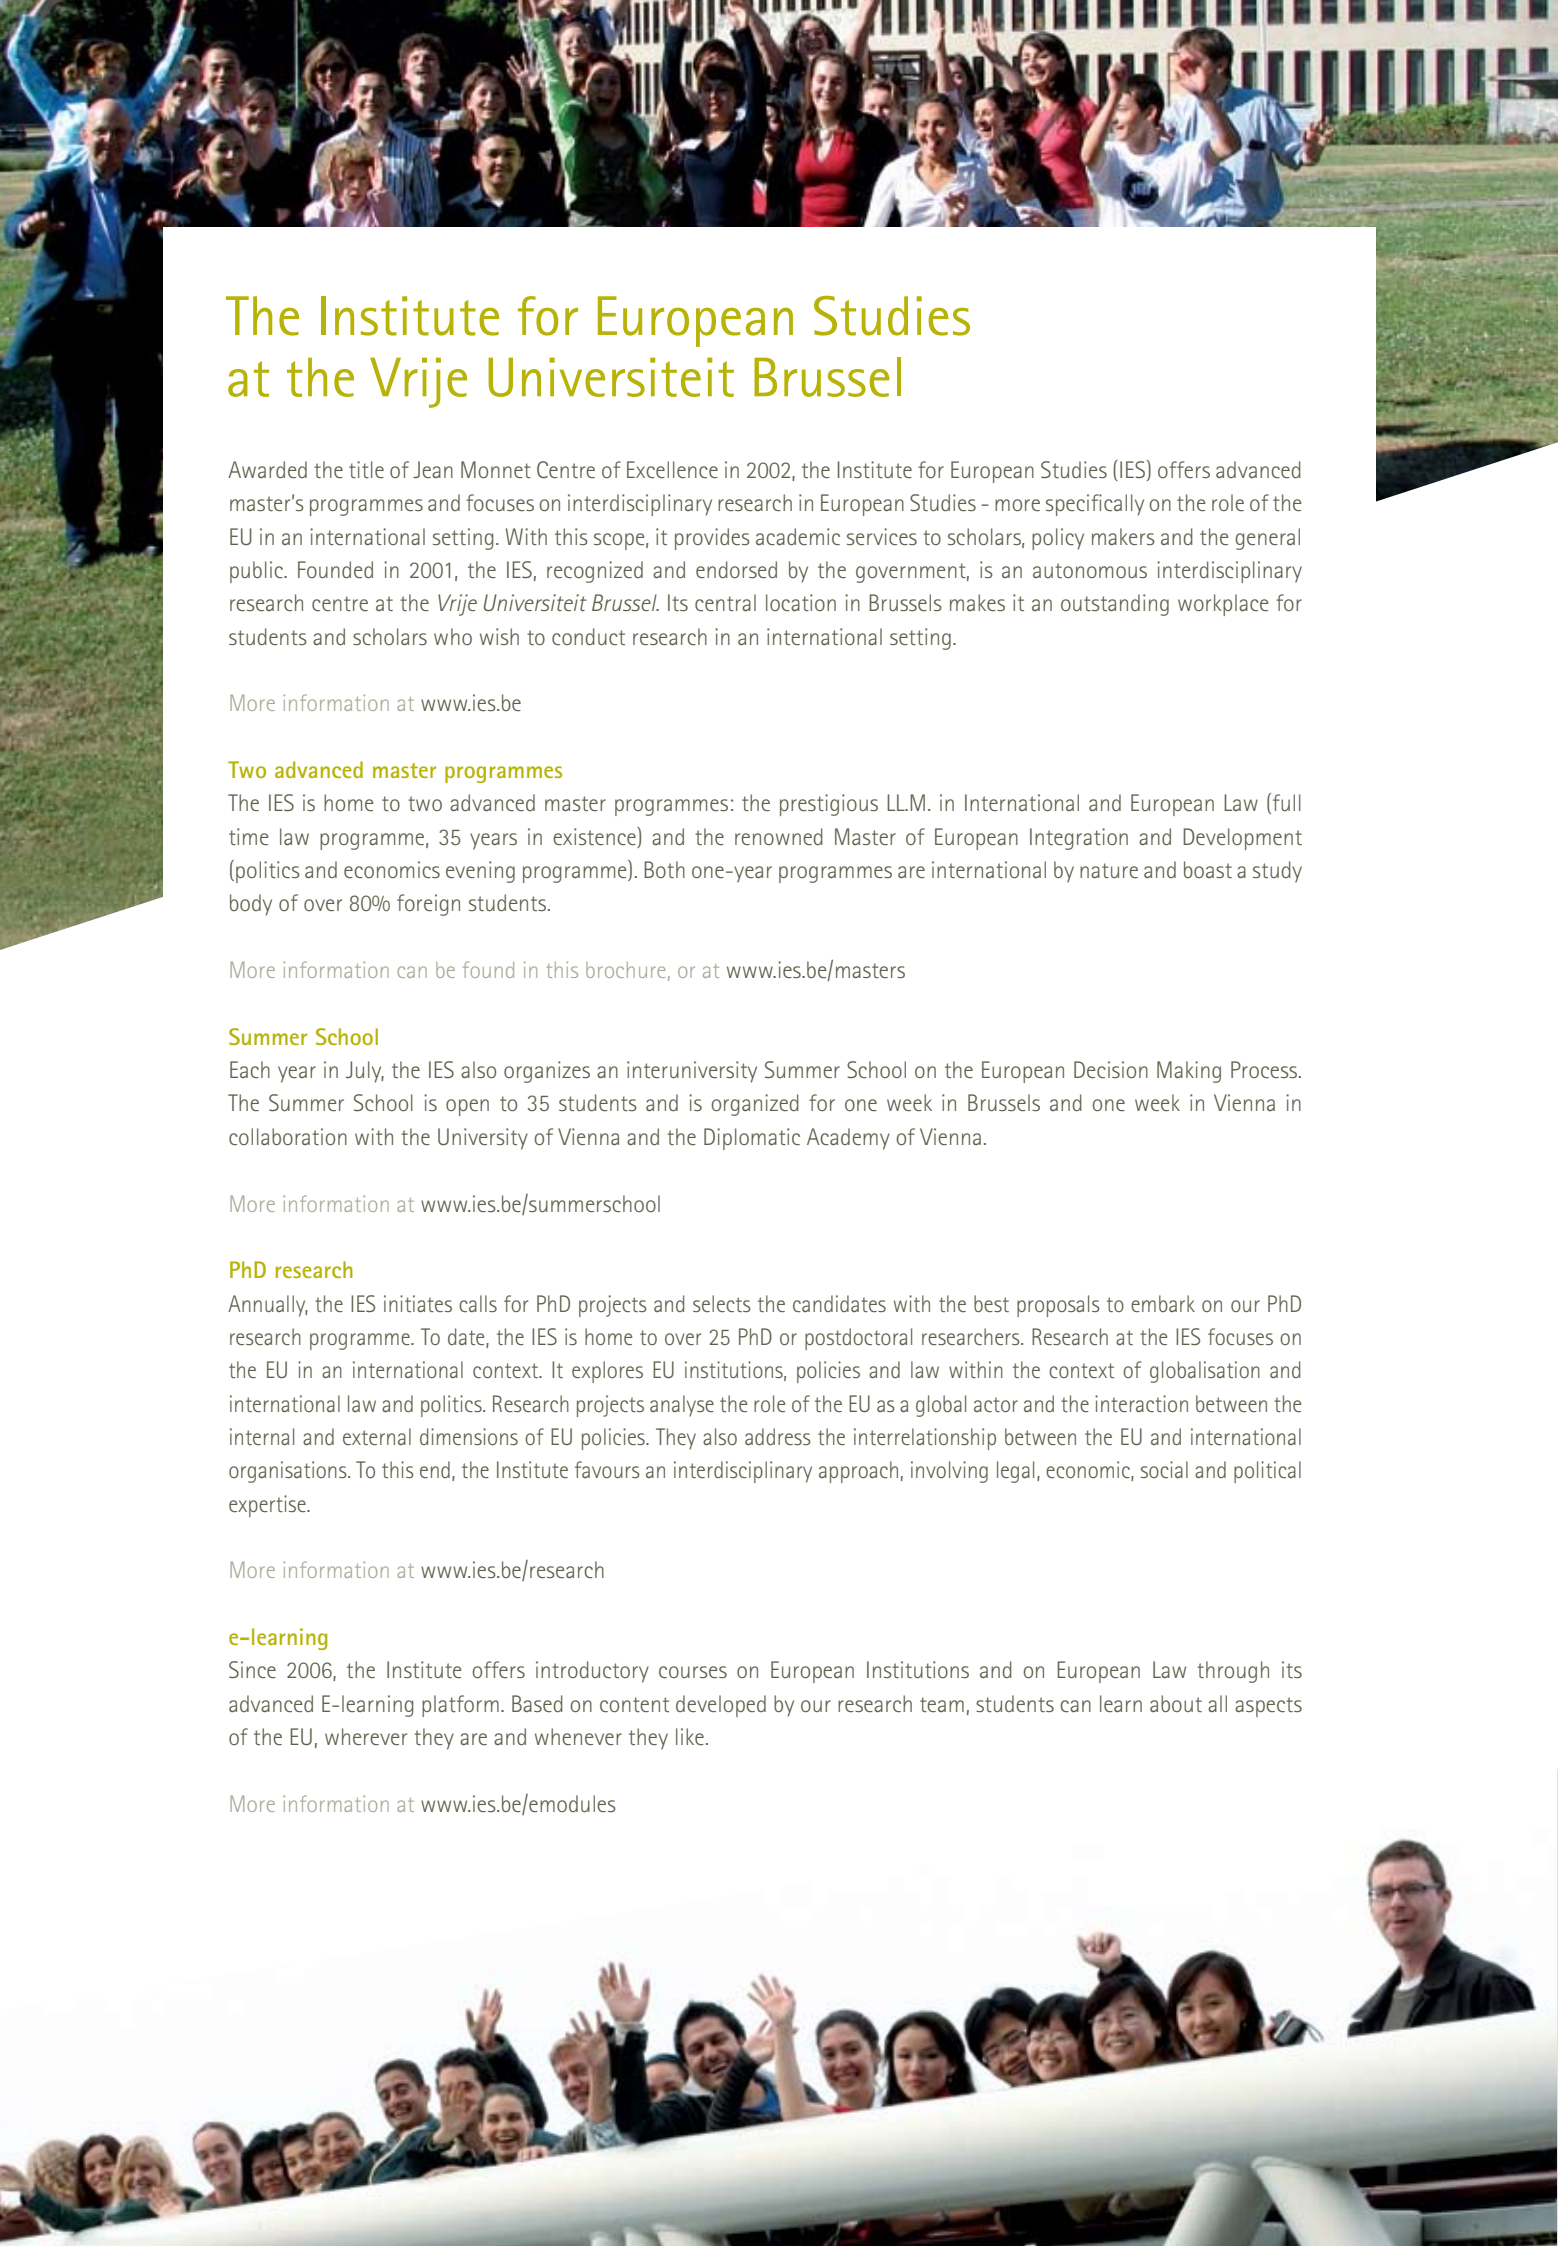 The Institute for European Studies
at the Vrije Universiteit Brussel
Awarded the title of Jean Monnet Centre of Excellence in 2002, the Institute for European Studies (IES) offers advanced
master's programmes and focuses on interdisciplinary research in European Studies - more specifically on the role of the
EU in an international setting. With this scope, it provides academic services to scholars, policy makers and the general
public. Founded in 2001, the IES, recognized and endorsed by the government, is an autonomous interdisciplinary
research centre at the Vrije Universiteit Brussel. Its central location in Brussels makes it an outstanding workplace for
students and scholars who wish to conduct research in an international setting.
More information at www.ies.be
Two advanced master programmes
The IES is home to two advanced master programmes: the prestigious LL.M. in International and European Law (full
time law programme, 35 years in existence) and the renowned Master of European Integration and Development
(politics and economics evening programme). Both one-year programmes are international by nature and boast a study
body of over 80% foreign students.
More information can be found in this brochure, or at www.ies.be/masters
Summer School
Each year in July, the IES also organizes an interuniversity Summer School on the European Decision Making Process.
The Summer School is open to 35 students and is organized for one week in Brussels and one week in Vienna in
collaboration with the University of Vienna and the Diplomatic Academy of Vienna.
More information at www.ies.be/summerschool
PhD research
Annually, the IES initiates calls for PhD projects and selects the candidates with the best proposals to embark on our PhD
research programme. To date, the IES is home to over 25 PhD or postdoctoral researchers. Research at the IES focuses on
the EU in an international context. It explores EU institutions, policies and law within the context of globalisation and
international law and politics. Research projects analyse the role of the EU as a global actor and the interaction between the
internal and external dimensions of EU policies. They also address the interrelationship between the EU and international
organisations. To this end, the Institute favours an interdisciplinary approach, involving legal, economic, social and political
expertise.
More information at www.ies.be/research
e-learning
Since 2006, the Institute offers introductory courses on European Institutions and on European Law through its
advanced E-learning platform. Based on content developed by our research team, students can learn about all aspects
of the EU, wherever they are and whenever they like.
More information at www.ies.be/emodules